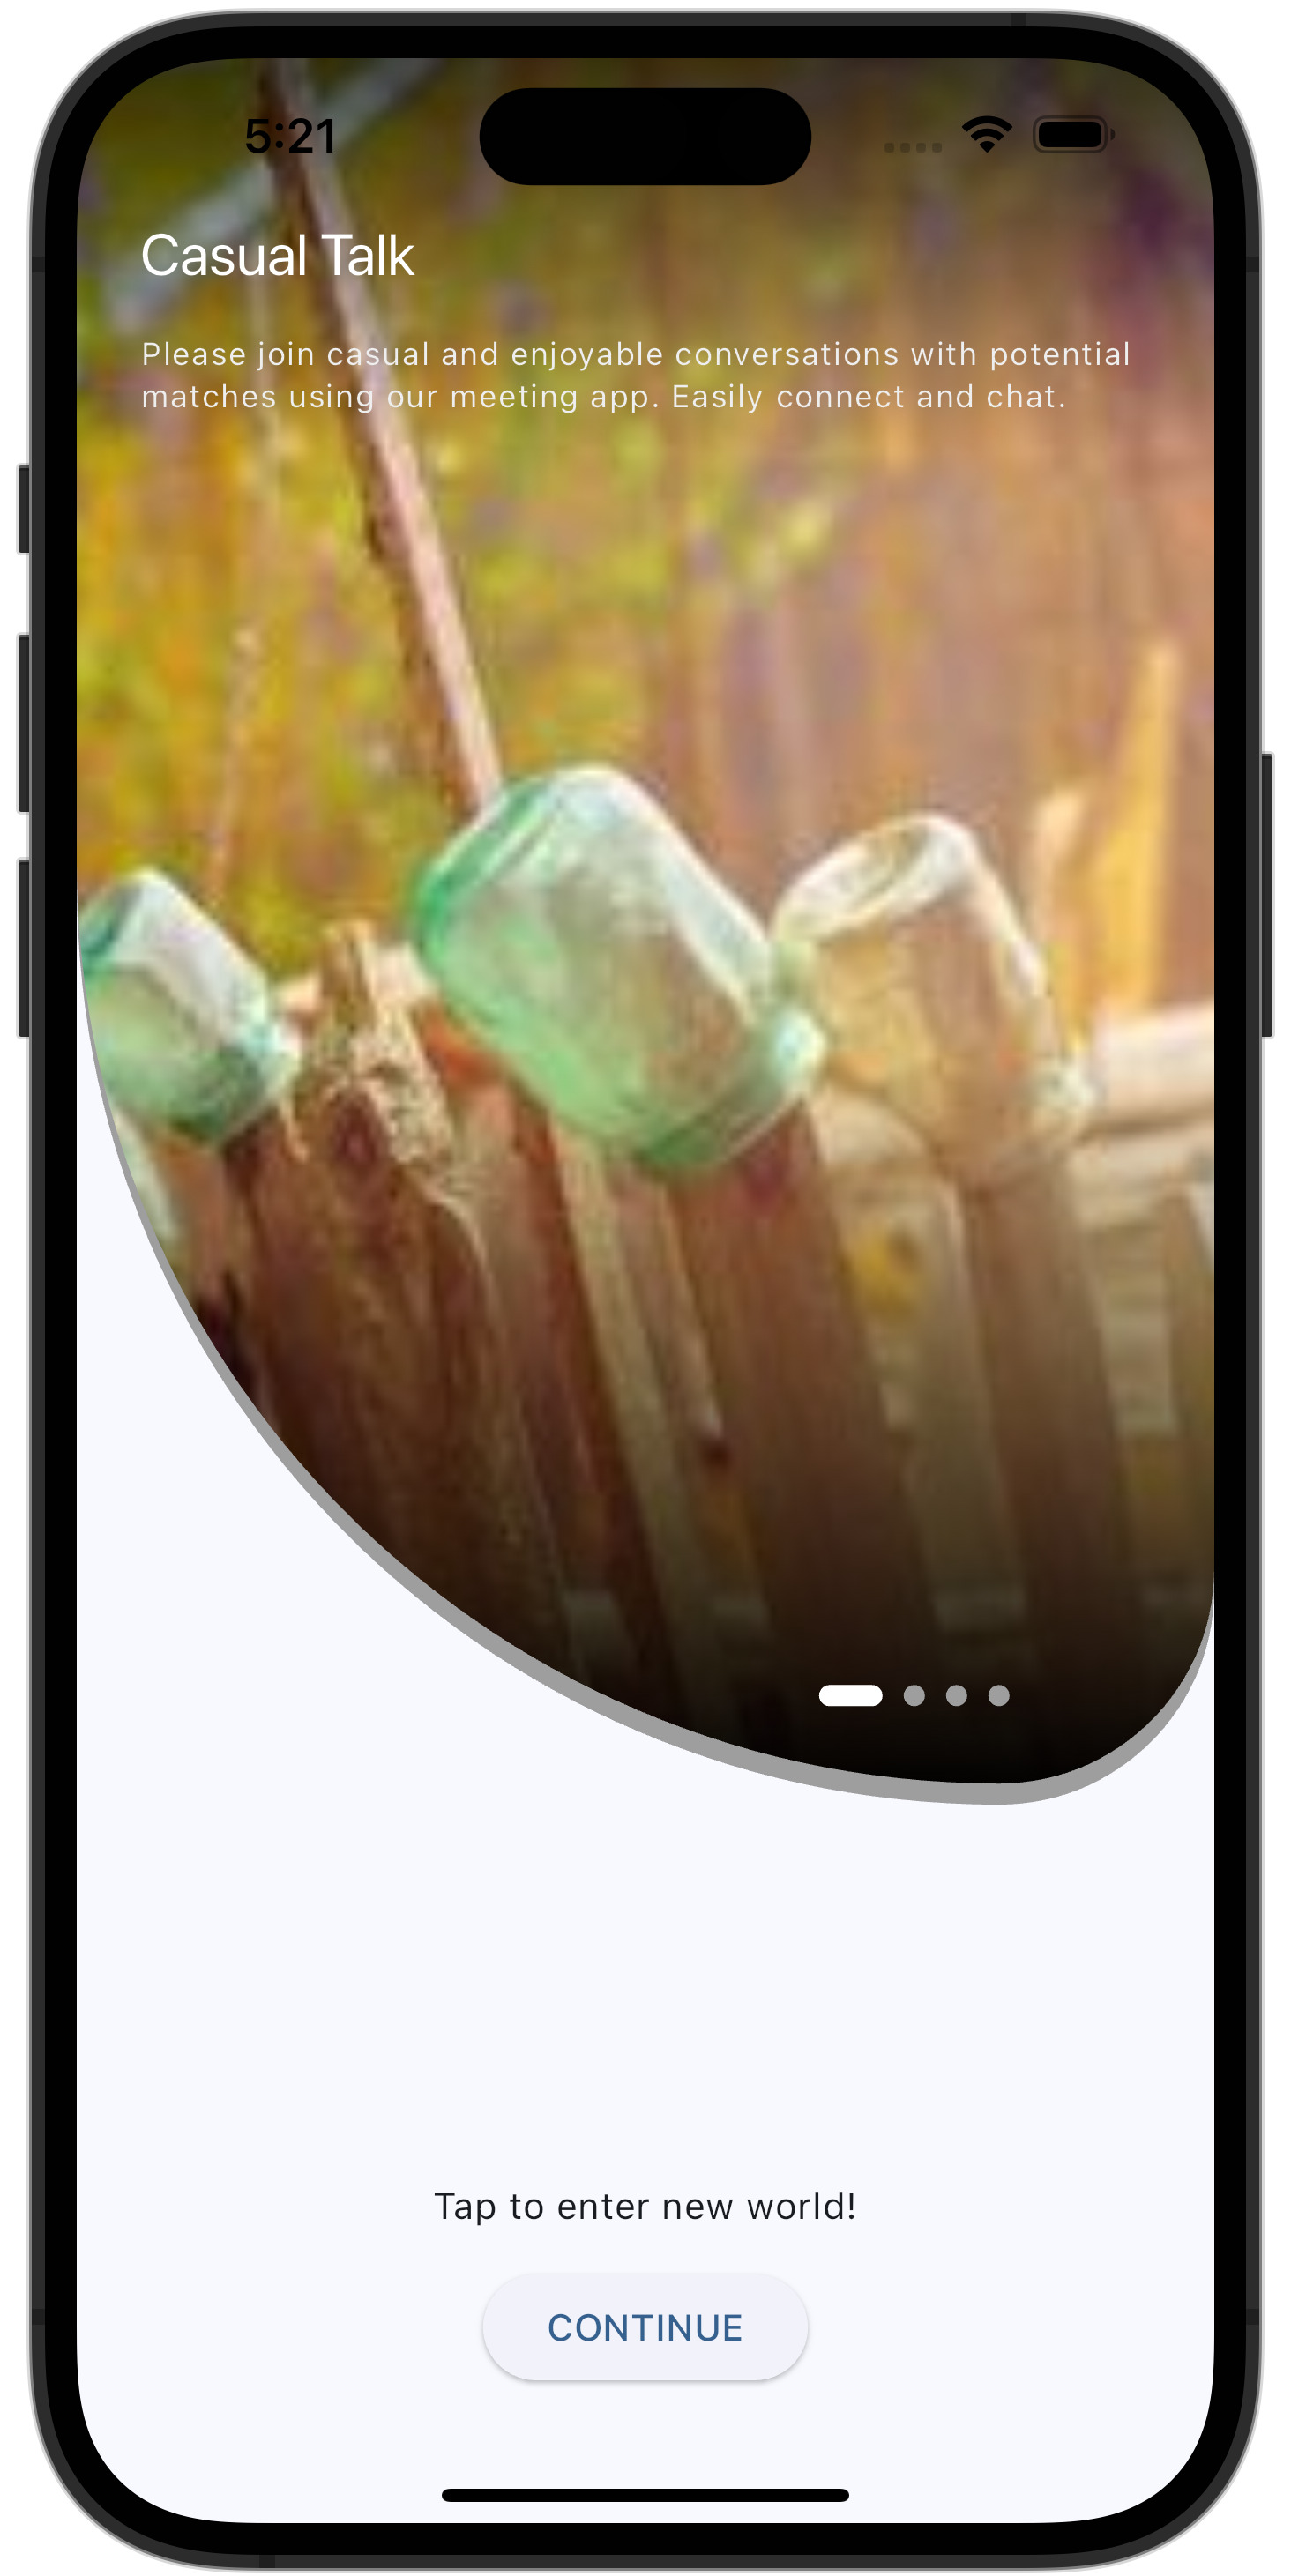 5:21
Casual Talk
Please join casual and enjoyable conversations with potential
matches using our meeting app. Easily connect and chat.
Tap to enter new world!
CONTINUE